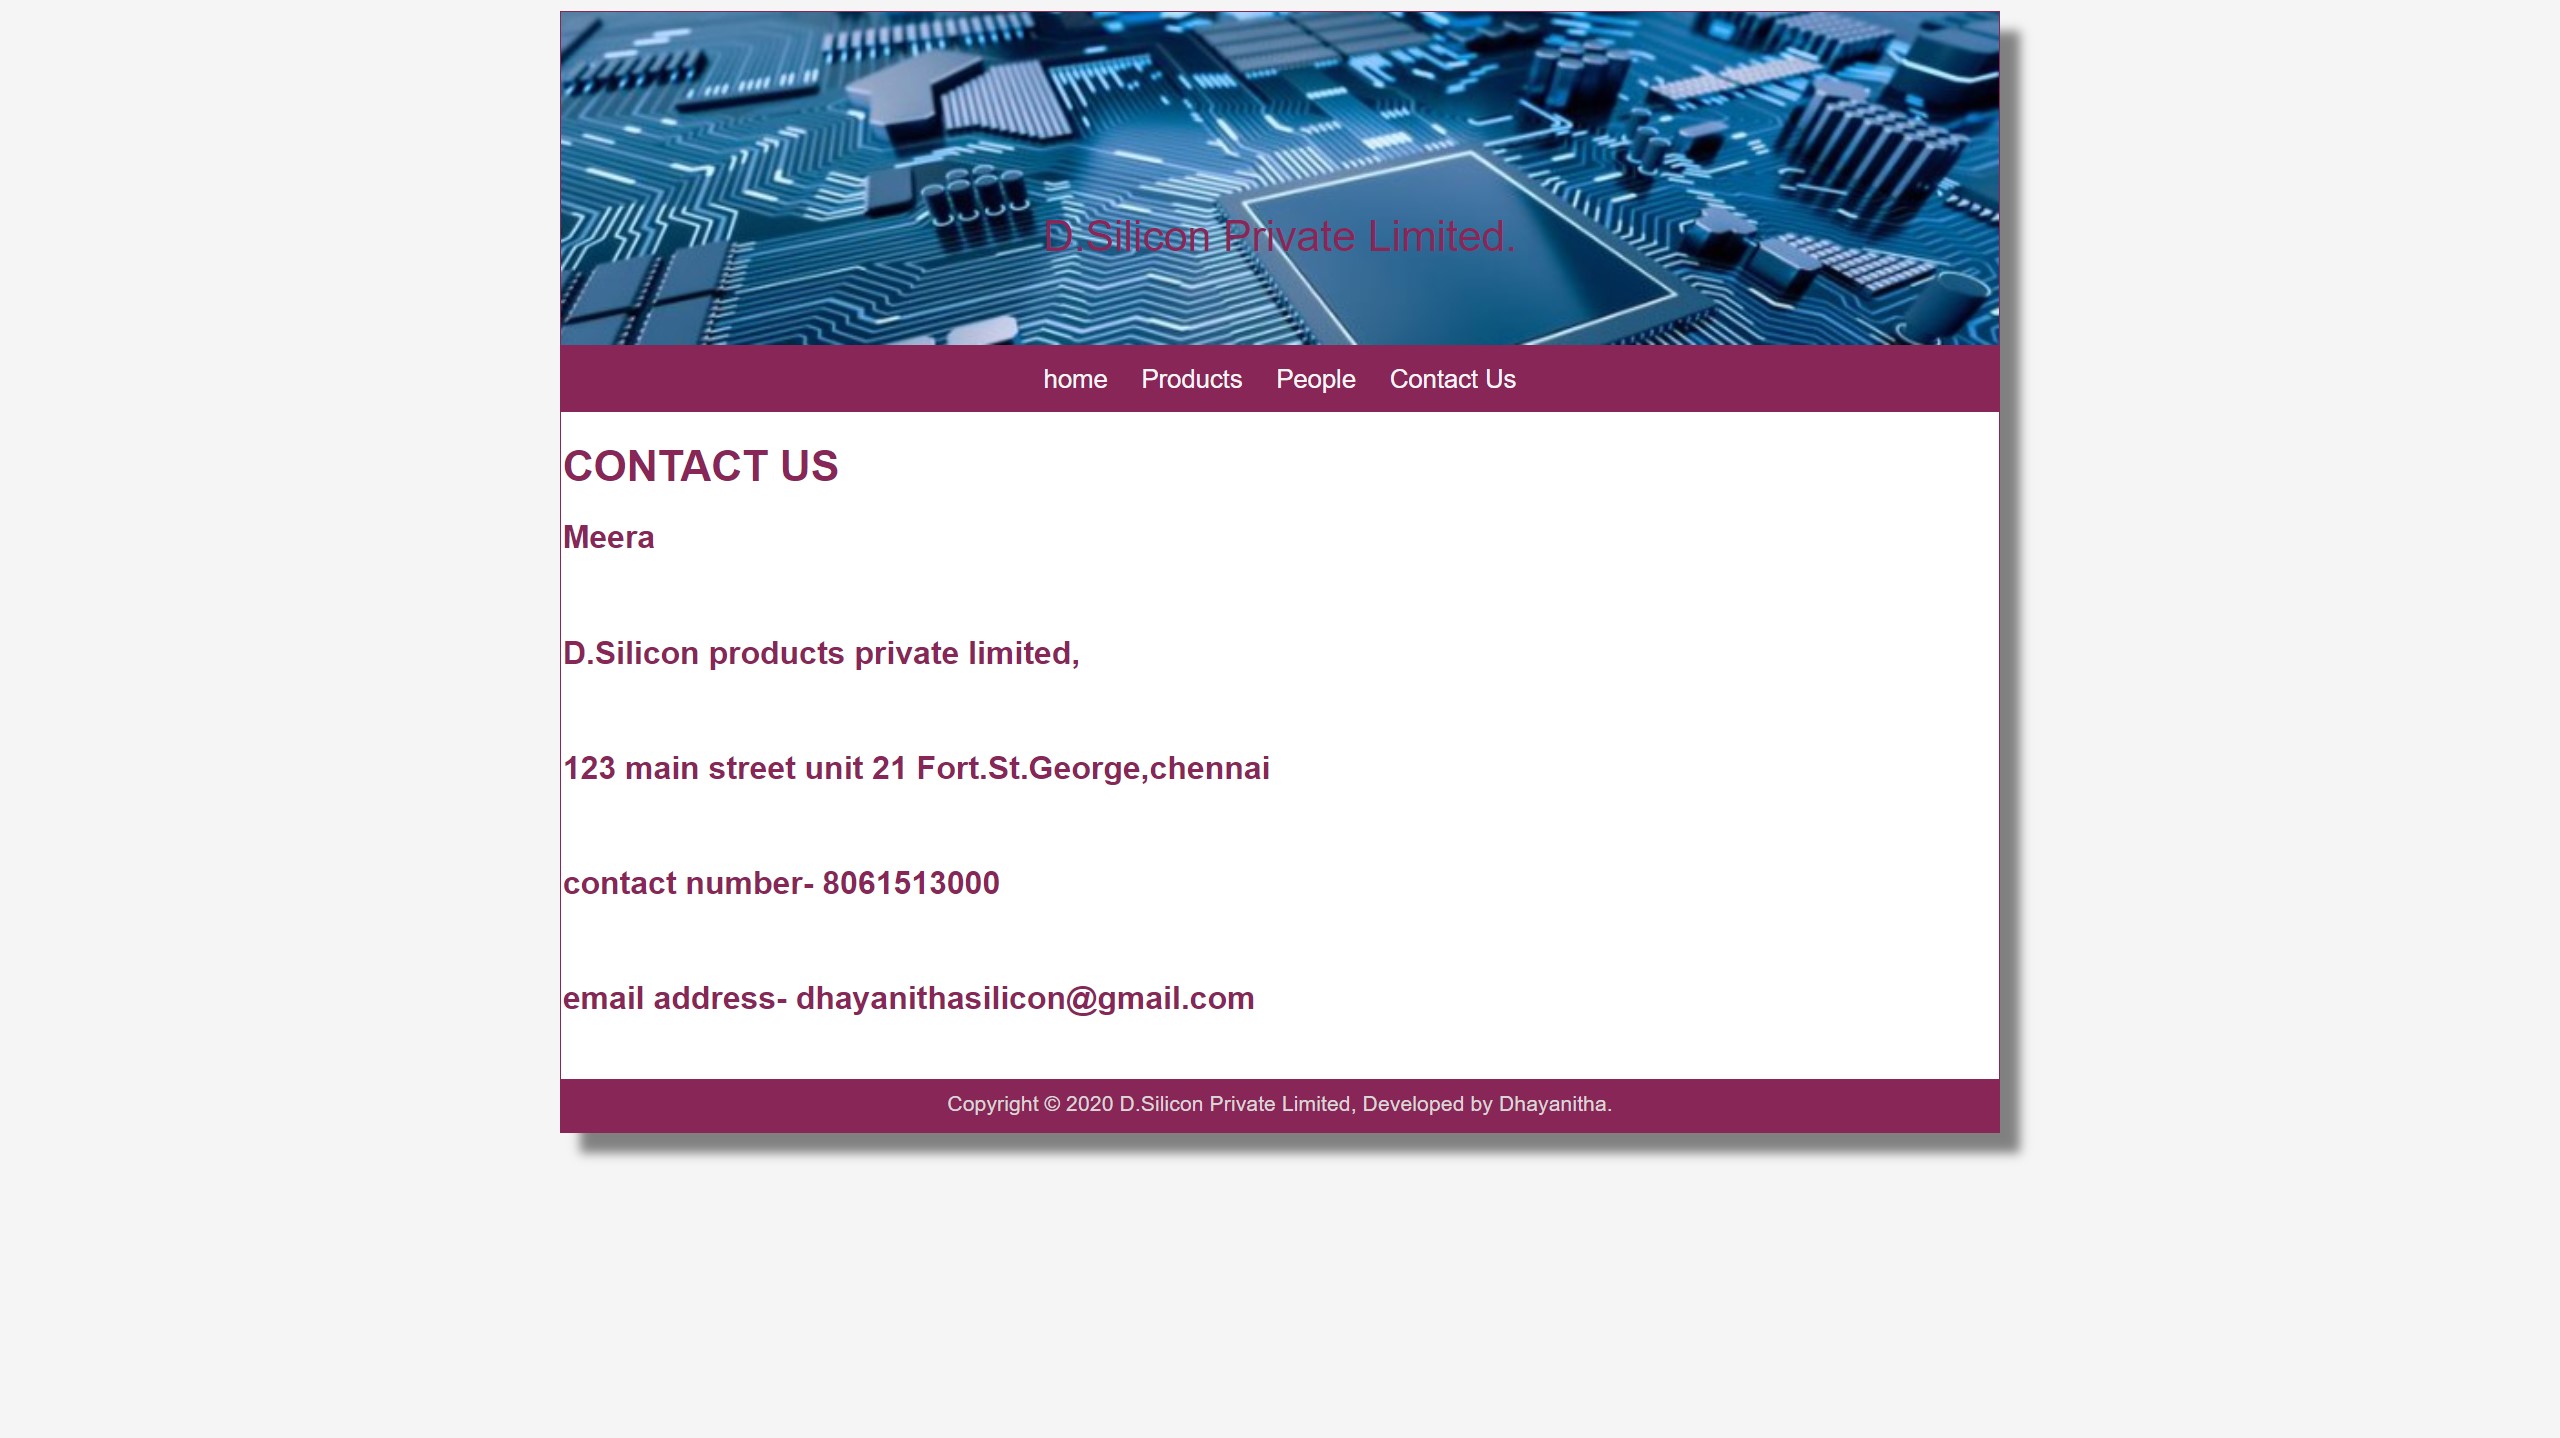 D.Silicon Private Limited.
home Products People Contact Us
CONTACT US
Meera
D.Silicon products private limited,
123 main street unit 21 Fort.St.George,chennai
contact number- 8061513000
email address- dhayanithasilicon@gmail.com
Copyright © 2020 D.Silicon Private Limited, Developed by Dhayanitha.